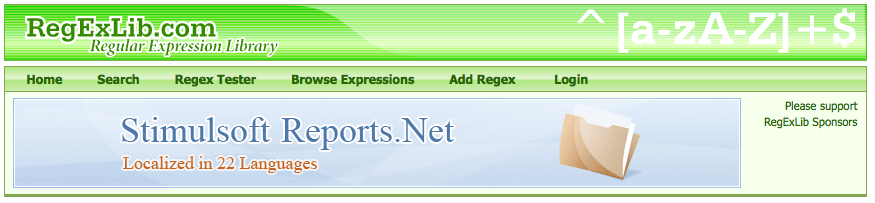 RegExLib.com
Regular Expression Library
^[a-zA-Z]+$
Home Search Regex Tester Browse Expressions Add Regex Login
Stimulsoft Reports.Net
Localized in 22 Languages
Please support
RegExLib Sponsors